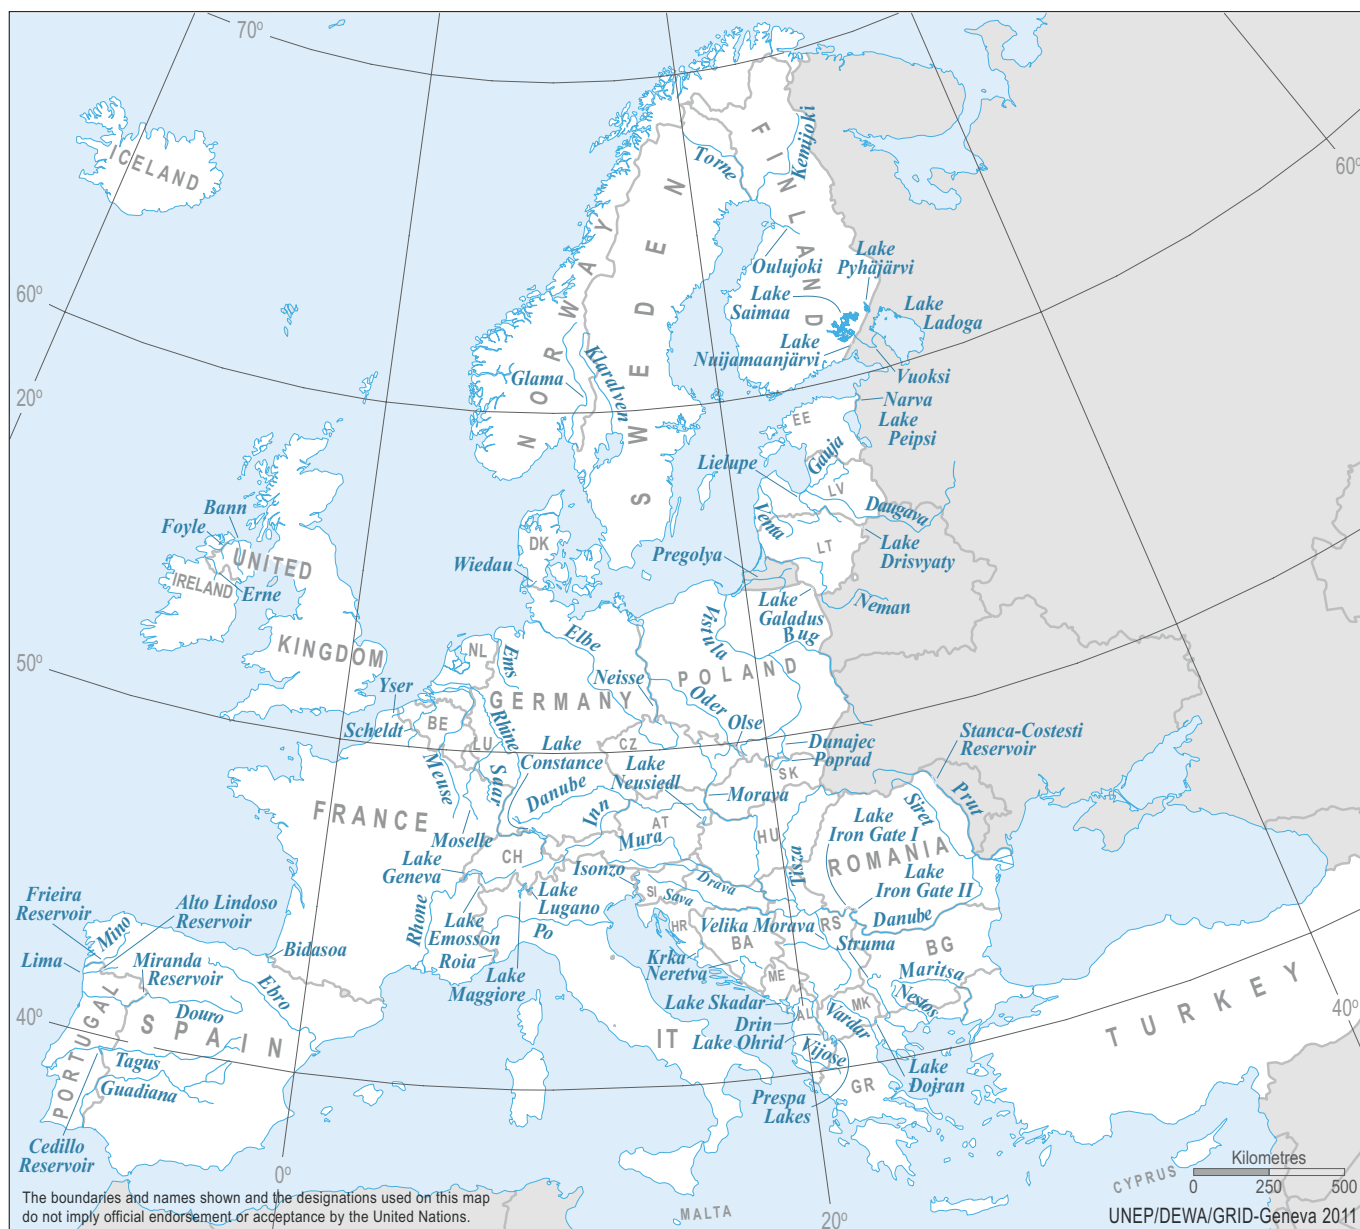 70º
ICELAND
60º
FINLAND
Kemijoki
Torne
SWEDEN
NORWAY
Lake
Pyhäjärvi
Oulujoki
60º
Lake
Saimaa
Lake
Ladoga
Lake
Nuijamaanjärvi
Vuoksi
Klaralven
Glama
20º
Narva
Lake
Peipsi
EE
Gauja
Lielupe
LV
Daugava
Bann
Foyle
Venta
DK
UNITED
Lake
Drisvyaty
LT
Pregolya
Wiedau
IRELAND
Erne
Lake
Galadus
Neman
Vistula
Bug
Elbe
KINGDOM
NL
Ems
50º
POLAND
Neisse
Yser
GERMANY
Oder
Scheldt
BE
Rhine
Olse
Stanca-Costesti
Reservoir
LU
Lake
Constance
CZ
Dunajec
Poprad
Meuse
Saar
Lake
Neusiedl
SK
Danube
Morava
Prut
Siret
FRANCE
Inn
AT
Lake
Iron Gate I
Moselle
Mura
HU
ROMANIA
CH
Lake
Geneva
Isonzo
Tisza
Lake
Iron Gate II
Drava
Frieira
Reservoir
Alto Lindoso
Reservoir
Lake
Lugano
SI
Sava
Rhone
Lake
Emosson
HR
Velika Morava
RS
Danube
Mino
Po
BA
Struma
BG
Bidasoa
Roia
Krka
Neretva
Lima
Miranda
Reservoir
Lake
Maggiore
ME
Maritsa
TURKEY
Ebro
Lake Skadar
MK
Nestos
40º
PORTUGAL
Douro
SPAIN
AL
Drin
Lake Ohrid
Vardar
40º
IT
Tagus
Vijose
Lake
Dojran
Guadiana
GR
Prespa
Lakes
Cedillo
Reservoir
0º
CYPRUS
Kilometres
0 250 500
The boundaries and names shown and the designations used on this map
do not imply official endorsement or acceptance by the United Nations.
MALTA
20º
UNEP/DEWA/GRID-Geneva 2011